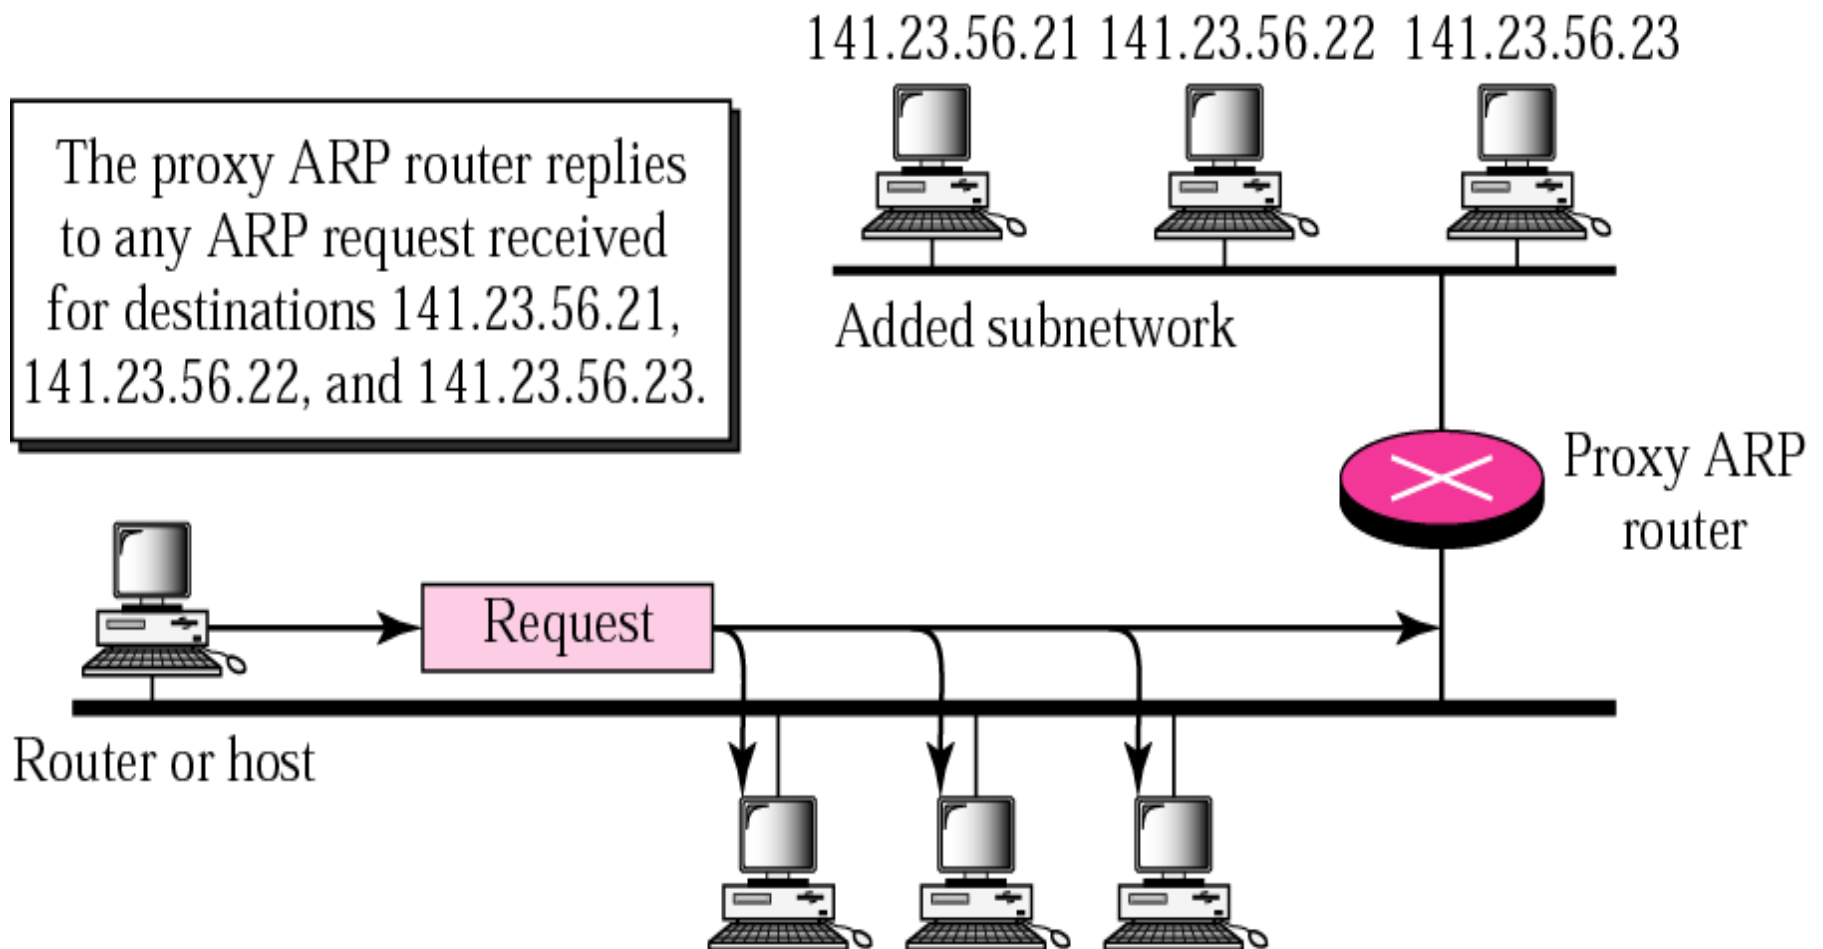 141.23.56.21 141.23.56.22 141.23.56.23
The proxy ARP router replies
to any ARP request received
for destinations 141.23.56.21,
141.23.56.22, and 141.23.56.23.
Added subnetwork
Proxy ARP
router
Request
Router or host